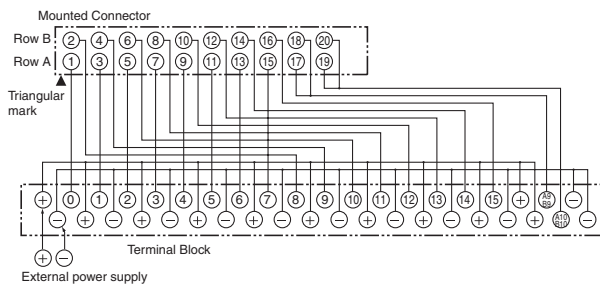 Mounted Connector
Row B 2 4 6 8 10 12 14 16 18 20
Row A 1 3 5 7 9 11 13 15 17 19
Triangular
mark
+ 0 1 2 3 4 5 6 7 8 9 10 11 12 13 14 15 + A9 B9 −
− + − + − + − + − + − + − + − + − + A10 B10 −
Terminal Block
+ −
External power supply